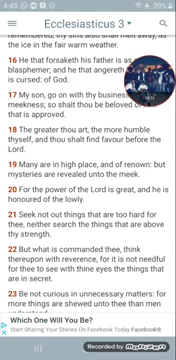 4:45
85%
Ecclesiasticus 3
remembered; thy sins also shall melt away, as
the ice in the fair warm weather.
16 He that forsaketh his father is as a
blasphemer; and he that angereth
is cursed: of God.
17 My son, go on with thy business
meekness; so shalt thou be beloved of
that is approved.
18 The greater thou art, the more humble
thyself, and thou shalt find favour before the
Lord.
19 Many are in high place, and of renown: but
mysteries are revealed unto the meek.
20 For the power of the Lord is great, and he is
honoured of the lowly.
21 Seek not out things that are too hard for
thee, neither search the things that are above
thy strength.
22 But what is commanded thee, think
thereupon with reverence, for it is not needful
for thee to see with thine eyes the things that
are in secret.
23 Be not curious in unnecessary matters: for
more things are shewed unto thee than men
understand.
Which One Will You Be?
Start Sharing Your Stories On Facebook Today Facebook®
RECORDED BY